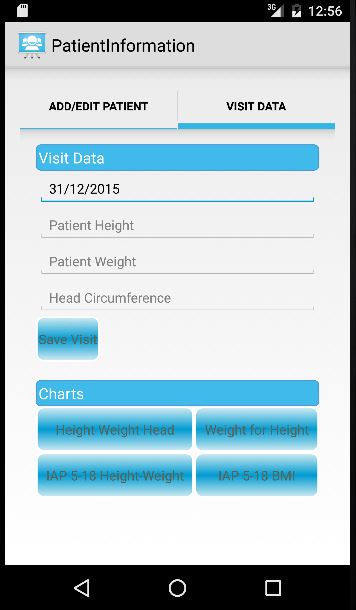 3G 12:56
PatientInformation
ADD/EDIT PATIENT VISIT DATA
Visit Data
31/12/2015
Patient Height
Patient Weight
Head Circumference
Save Visit
Charts
Height Weight Head Weight for Height
IAP 5-18 Height-Weight IAP 5-18 BMI